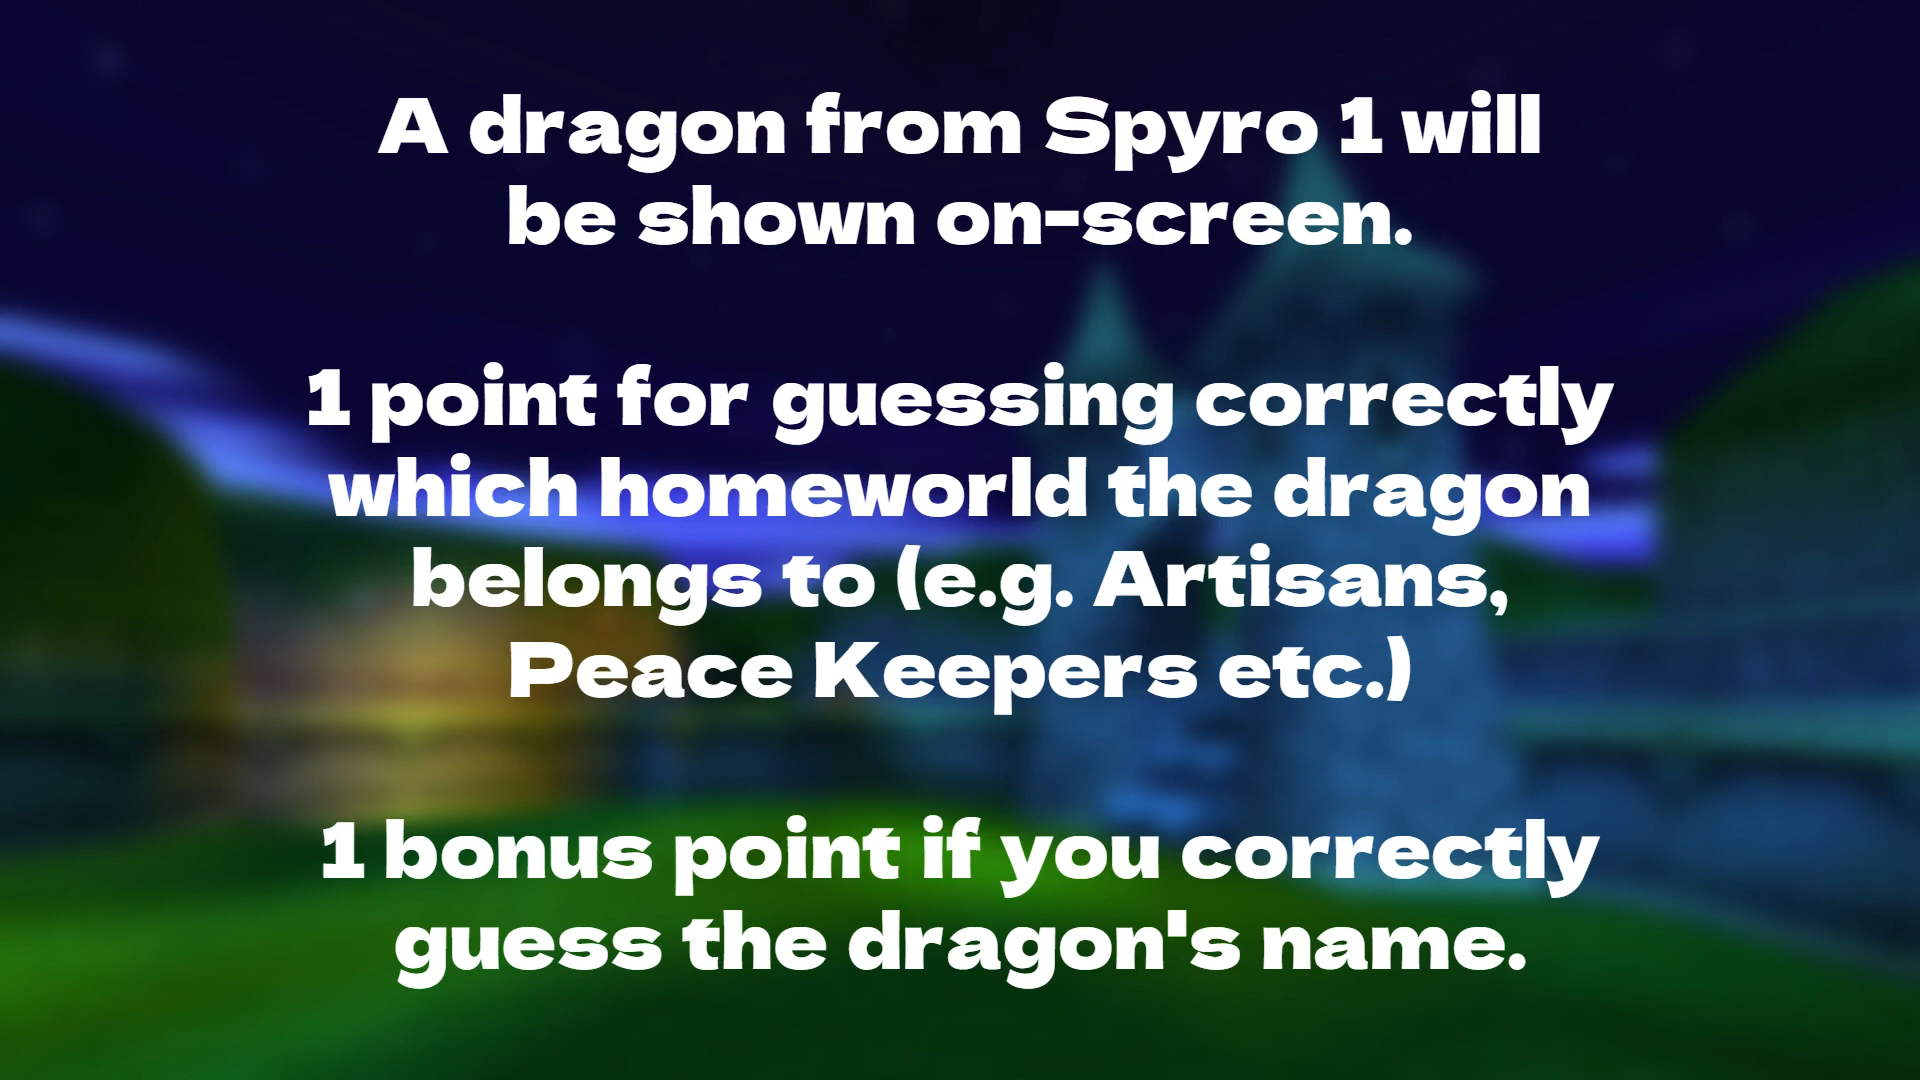 A dragon from Spyro 1 will
be shown on-screen.
1 point for guessing correctly
which homeworld the dragon
belongs to (e.g. Artisans,
Peace Keepers etc.)
1 bonus point if you correctly
guess the dragon's name.